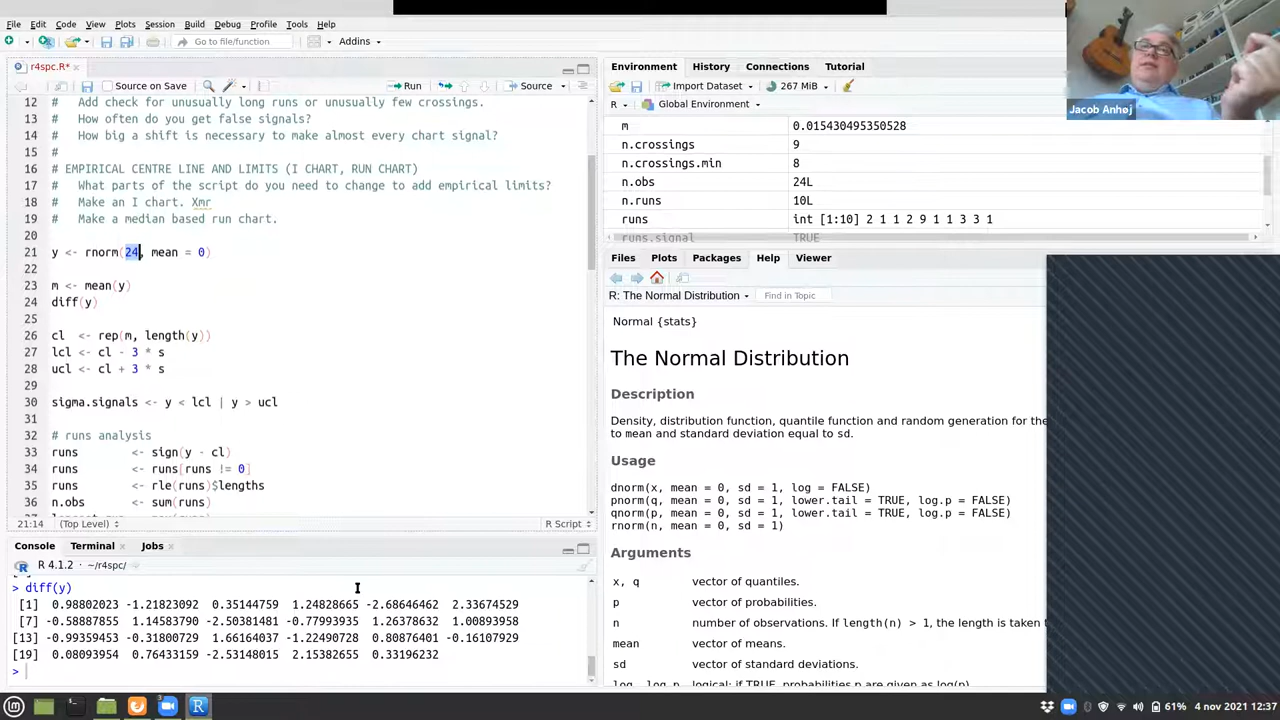 File Edit Code View Plots Session Build Debug Profile Tools Help
Go to file/function
Addins
r4spc.R*
Source on Save
Run
Source
12 # Add check for unusually long runs or unusually few crossings.
13 # How often do you get false signals?
14 # How big a shift is necessary to make almost every chart signal?
15 #
16 # EMPIRICAL CENTRE LINE AND LIMITS (I CHART, RUN CHART)
17 # What parts of the script do you need to change to add empirical limits?
18 # Make an I chart. Xmr
19 # Make a median based run chart.
20
21 y <- rnorm(24, mean = 0)
22
23 m <- mean(y)
24 diff(y)
25
26 cl <- rep(m, length(y))
27 lcl <- cl - 3 * s
28 ucl <- cl + 3 * s
29
30 sigma.signals <- y < lcl | y > ucl
31
32 # runs analysis
33 runs <- sign(y - cl)
34 runs <- runs[runs != 0]
35 runs <- rle(runs)$lengths
36 n.obs <- sum(runs)
21:14 (Top Level) R Script
Console Terminal Jobs
R 4.1.2 · ~/r4spc/
> diff(y)
[1] 0.98802023 -1.21823092 0.35144759 1.24828665 -2.68646462 2.33674529
[7] -0.58887855 1.14583790 -2.50381481 -0.77993935 1.26378632 1.00893958
[13] -0.99359453 -0.31800729 1.66164037 -1.22490728 0.80876401 -0.16107929
[19] 0.08093954 0.76433159 -2.53148015 2.15382655 0.33196232
>
Environment History Connections Tutorial
Import Dataset 267 MiB
R Global Environment
m 0.015430495350528
n.crossings 9
n.crossings.min 8
n.obs 24L
n.runs 10L
runs int [1:10] 2 1 1 2 9 1 1 3 3 1
runs.signal TRUE
Files Plots Packages Help Viewer
R: The Normal Distribution Find in Topic
Normal {stats}
The Normal Distribution
Description
Density, distribution function, quantile function and random generation for the
to mean and standard deviation equal to sd.
Usage
dnorm(x, mean = 0, sd = 1, log = FALSE)
pnorm(q, mean = 0, sd = 1, lower.tail = TRUE, log.p = FALSE)
qnorm(p, mean = 0, sd = 1, lower.tail = TRUE, log.p = FALSE)
rnorm(n, mean = 0, sd = 1)
Arguments
x, q vector of quantiles.
p vector of probabilities.
n number of observations. If length(n) > 1, the length is taken
mean vector of means.
sd vector of standard deviations.
log, log.p logical; if TRUE, probabilities p are given as log(p).
Jacob Anhøj
3
61% 4 nov 2021 12:37